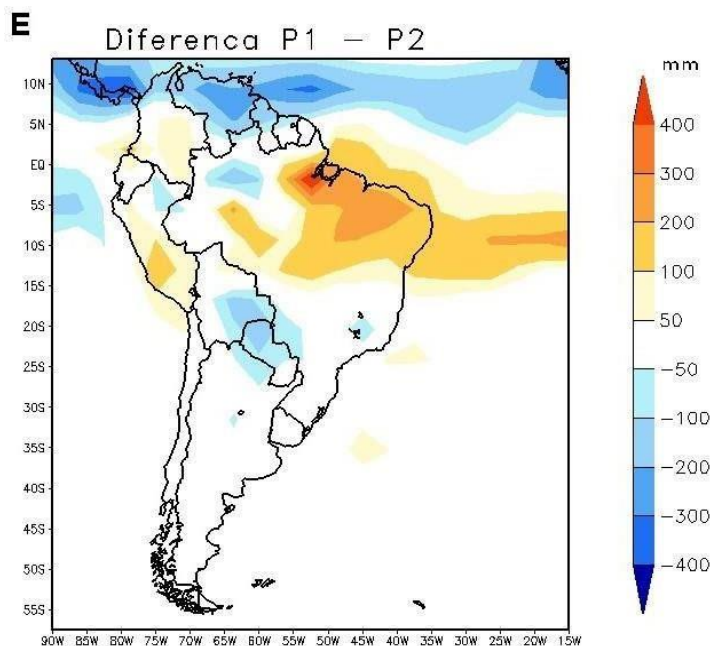 E
Diferenca P1 – P2
mm
400
300
200
100
50
-50
-100
-200
-300
-400
10N
5N
EQ
5S
10S
15S
20S
25S
30S
35S
40S
45S
50S
55S
90W 85W 80W 75W 70W 65W 60W 55W 50W 45W 40W 35W 30W 25W 20W 15W